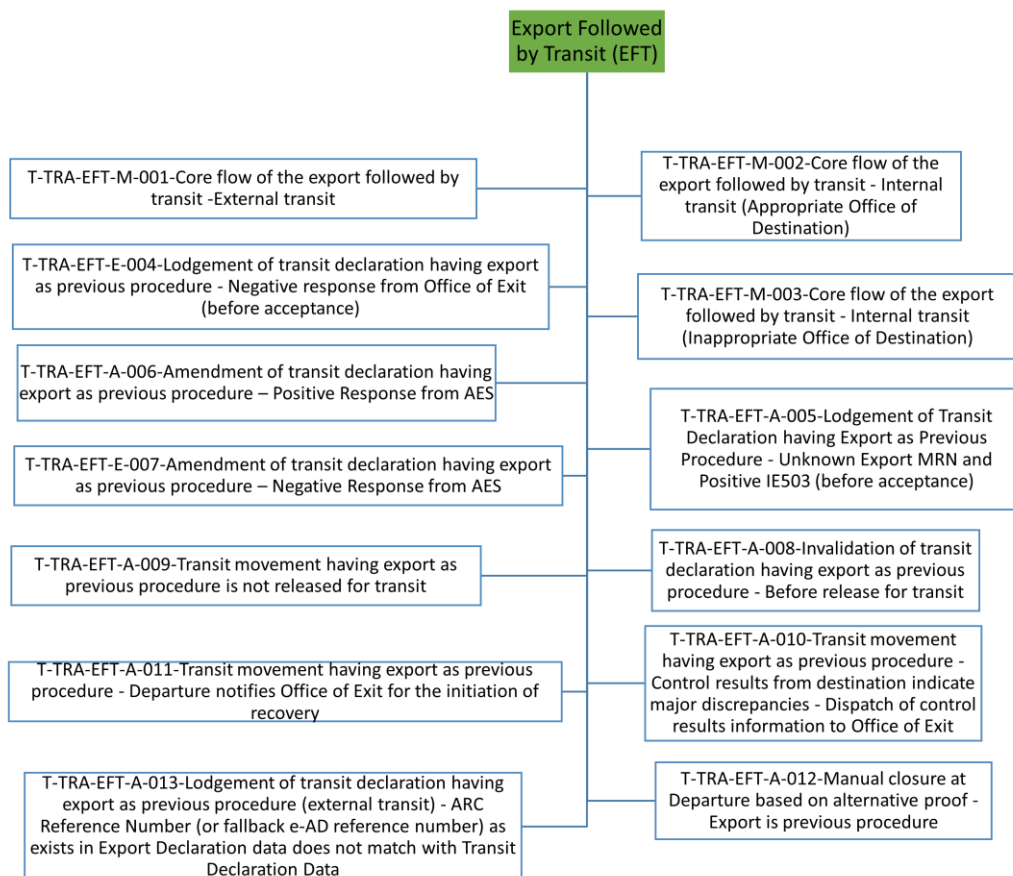 Export Followed
by Transit (EFT)
T-TRA-EFT-M-001-Core flow of the export followed by
transit -External transit
T-TRA-EFT-M-002-Core flow of
the export followed by transit - Internal
transit (Appropriate Office of
Destination)
T-TRA-EFT-E-004-Lodgement of transit declaration having export
as previous procedure - Negative response from Office of Exit
(before acceptance)
T-TRA-EFT-M-003-Core flow of the export
followed by transit - Internal transit
(Inappropriate Office of Destination)
T-TRA-EFT-A-006-Amendment of transit declaration having
export as previous procedure – Positive Response from AES
T-TRA-EFT-A-005-Lodgement of Transit
Declaration having Export as Previous
Procedure - Unknown Export MRN and
Positive IE503 (before acceptance)
T-TRA-EFT-E-007-Amendment of transit declaration having export
as previous procedure – Negative Response from AES
T-TRA-EFT-A-009-Transit movement having export as
previous procedure is not released for transit
T-TRA-EFT-A-008-Invalidation of transit
declaration having export as previous
procedure - Before release for transit
T-TRA-EFT-A-011-Transit movement having export as previous
procedure - Departure notifies Office of Exit for the initiation of
recovery
T-TRA-EFT-A-010-Transit movement
having export as previous procedure -
Control results from destination indicate
major discrepancies - Dispatch of control
results information to Office of Exit
T-TRA-EFT-A-013-Lodgement of transit declaration having
export as previous procedure (external transit) - ARC
Reference Number (or fallback e-AD reference number) as
exists in Export Declaration data does not match with Transit
Declaration Data
T-TRA-EFT-A-012-Manual closure at
Departure based on alternative proof -
Export is previous procedure